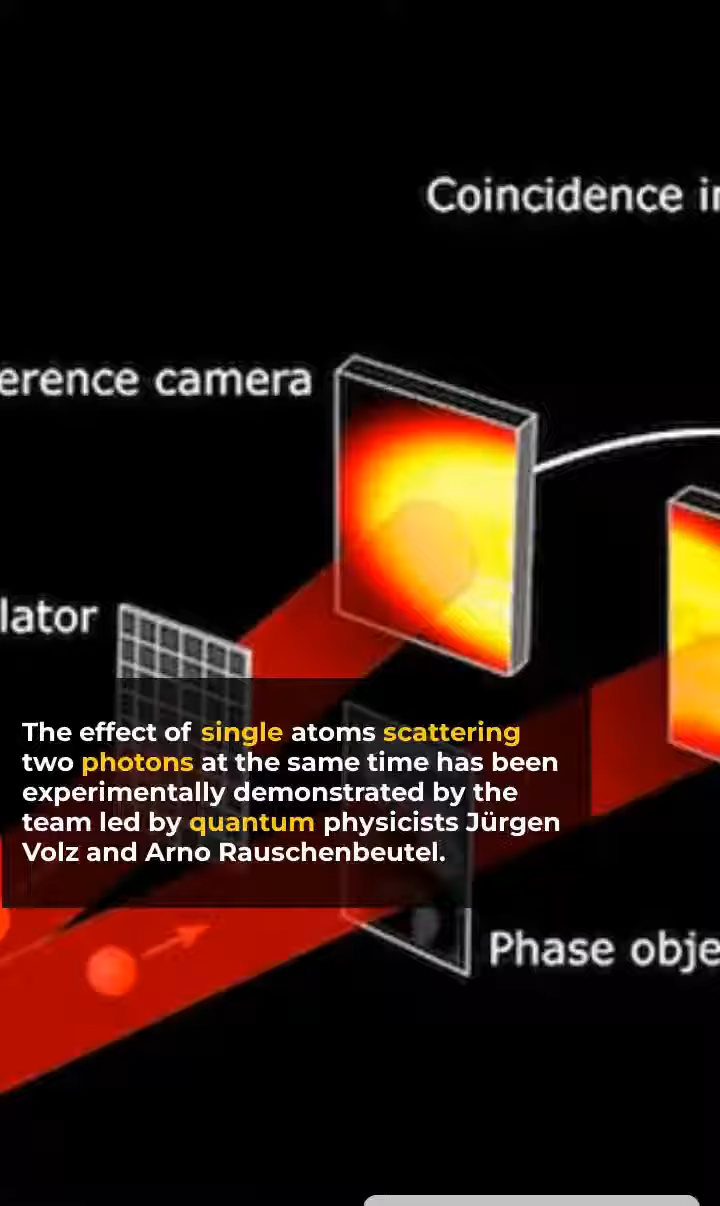 Coincidence in
erence camera
lator
The effect of single atoms scattering
two photons at the same time has been
experimentally demonstrated by the
team led by quantum physicists Jürgen
Volz and Arno Rauschenbeutel.
Phase obje